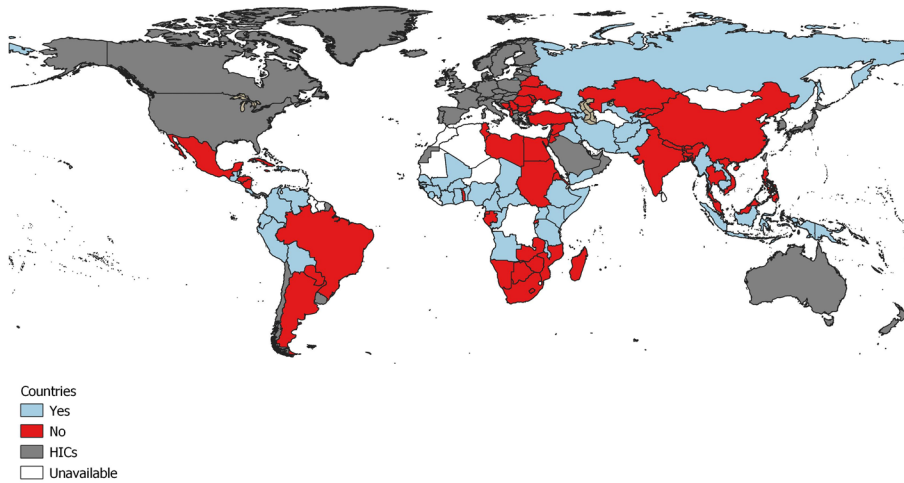 Countries
Yes
No
HICs
Unavailable